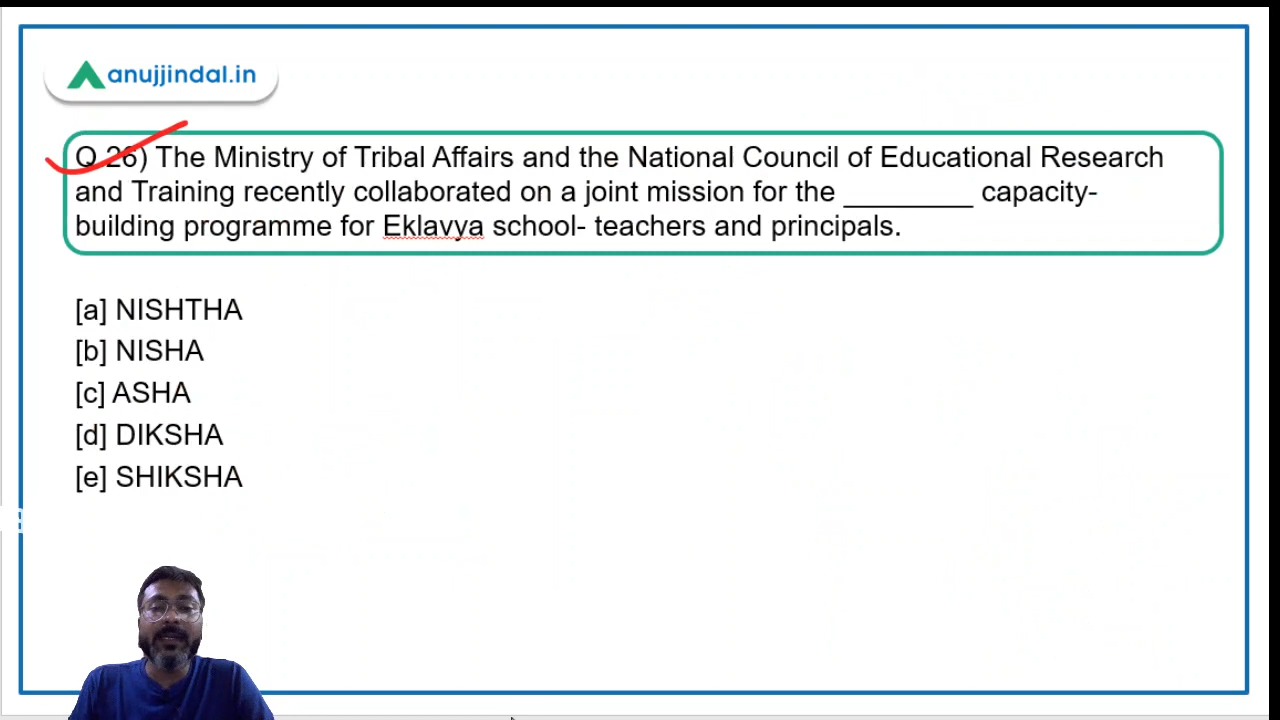 anujjindal.in
Q 26) The Ministry of Tribal Affairs and the National Council of Educational Research
and Training recently collaborated on a joint mission for the ________ capacity-
building programme for Eklavya school- teachers and principals.
[a] NISHTHA
[b] NISHA
[c] ASHA
[d] DIKSHA
[e] SHIKSHA